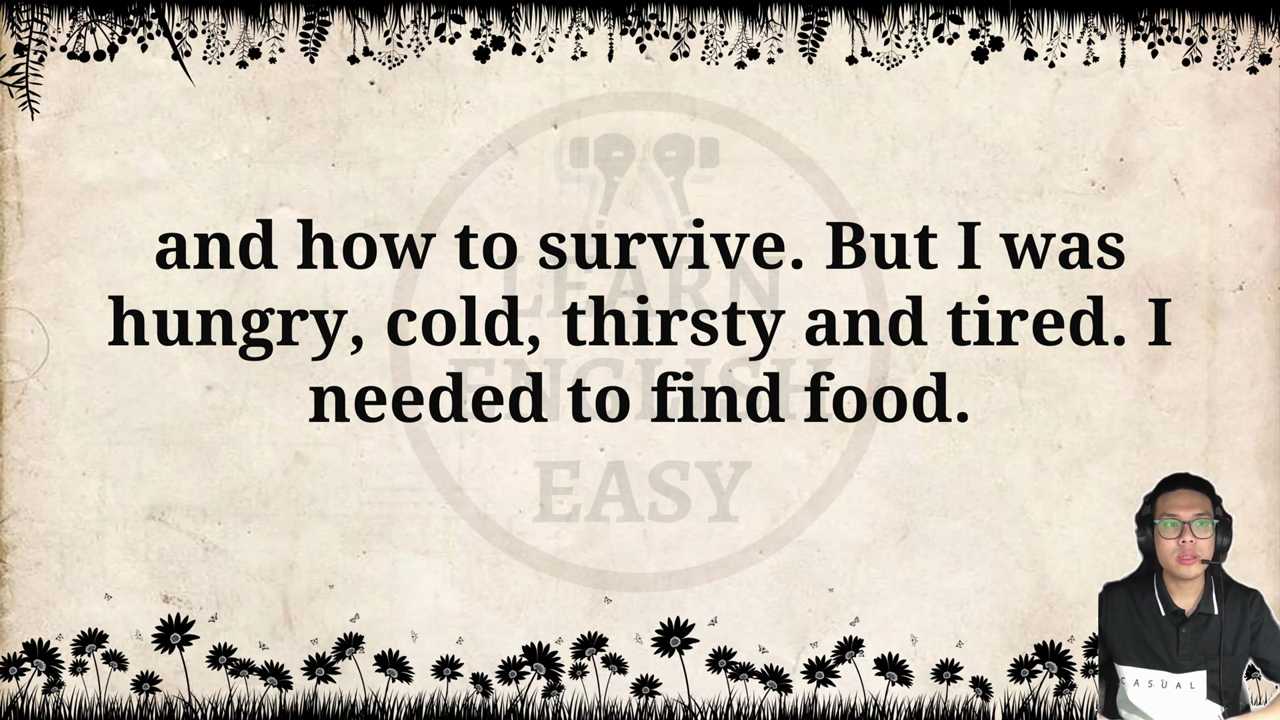 and how to survive. But I was
hungry, cold, thirsty and tired. I
needed to find food.
LEARN
ENGLISH
EASY
CASUAL